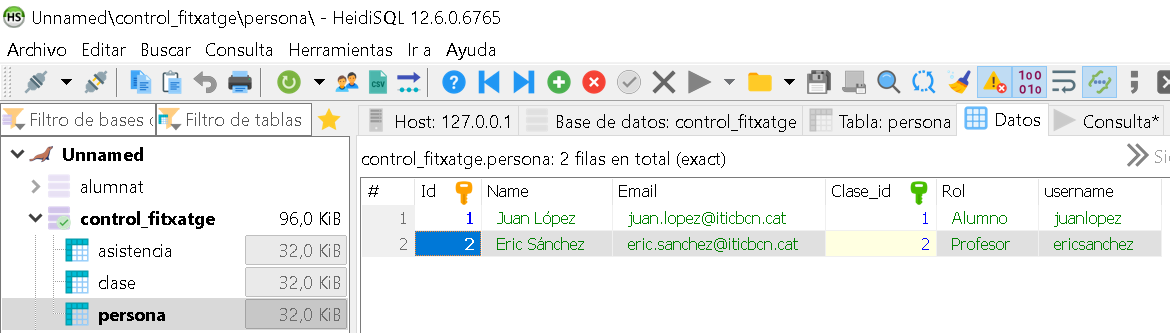 HS Unnamed\control_fitxatge\persona\ - HeidiSQL 12.6.0.6765
Archivo Editar Buscar Consulta Herramientas Ir a Ayuda
CSV 100 010 ;
Filtro de bases Filtro de tablas Host: 127.0.0.1 Base de datos: control_fitxatge Tabla: persona Datos Consulta*
Unnamed
alumnat
control_fitxatge 96,0 KiB
asistencia 32,0 KiB
clase 32,0 KiB
persona 32,0 KiB
control_fitxatge.persona: 2 filas en total (exact)
# Id Name Email Clase_id Rol username
1 1 Juan López juan.lopez@iticbcn.cat 1 Alumno juanlopez
2 2 Eric Sánchez eric.sanchez@iticbcn.cat 2 Profesor ericsanchez